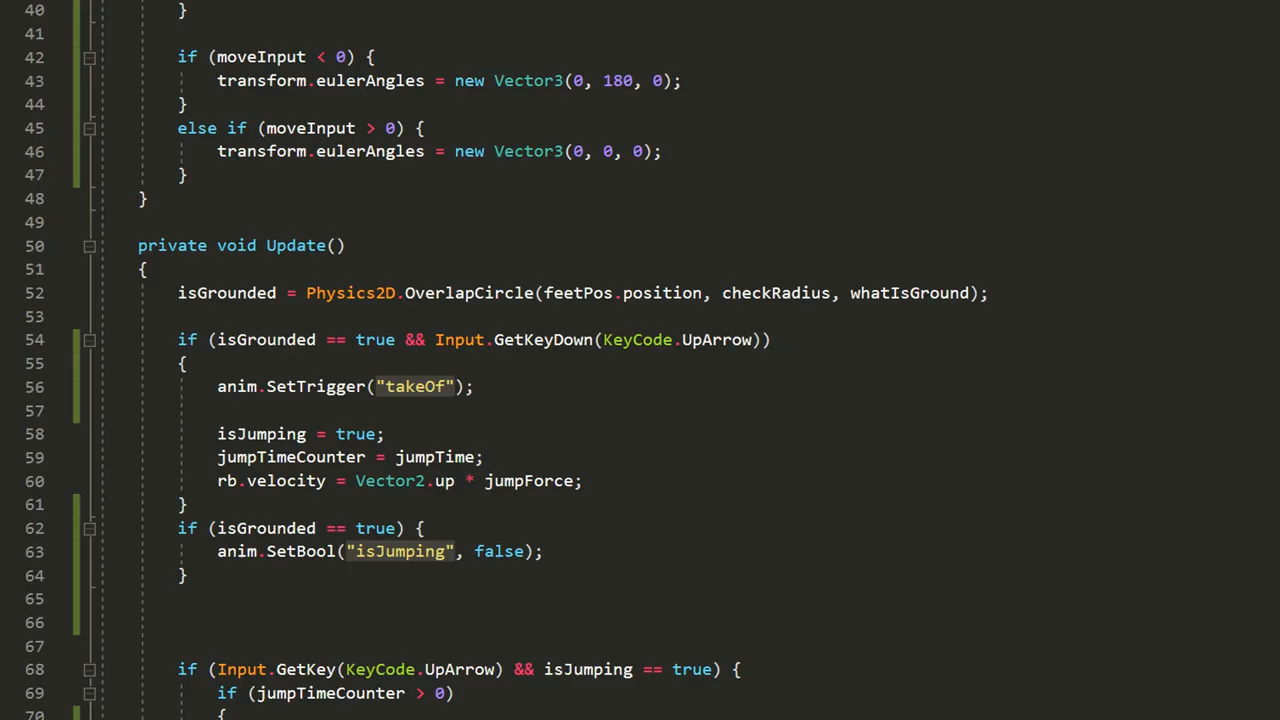 40 }
41
42 if (moveInput < 0) {
43 transform.eulerAngles = new Vector3(0, 180, 0);
44 }
45 else if (moveInput > 0) {
46 transform.eulerAngles = new Vector3(0, 0, 0);
47 }
48 }
49
50 private void Update()
51 {
52 isGrounded = Physics2D.OverlapCircle(feetPos.position, checkRadius, whatIsGround);
53
54 if (isGrounded == true && Input.GetKeyDown(KeyCode.UpArrow))
55 {
56 anim.SetTrigger("takeOf");
57
58 isJumping = true;
59 jumpTimeCounter = jumpTime;
60 rb.velocity = Vector2.up * jumpForce;
61 }
62 if (isGrounded == true) {
63 anim.SetBool("isJumping", false);
64 }
65
66
67
68 if (Input.GetKey(KeyCode.UpArrow) && isJumping == true) {
69 if (jumpTimeCounter > 0)
70 {